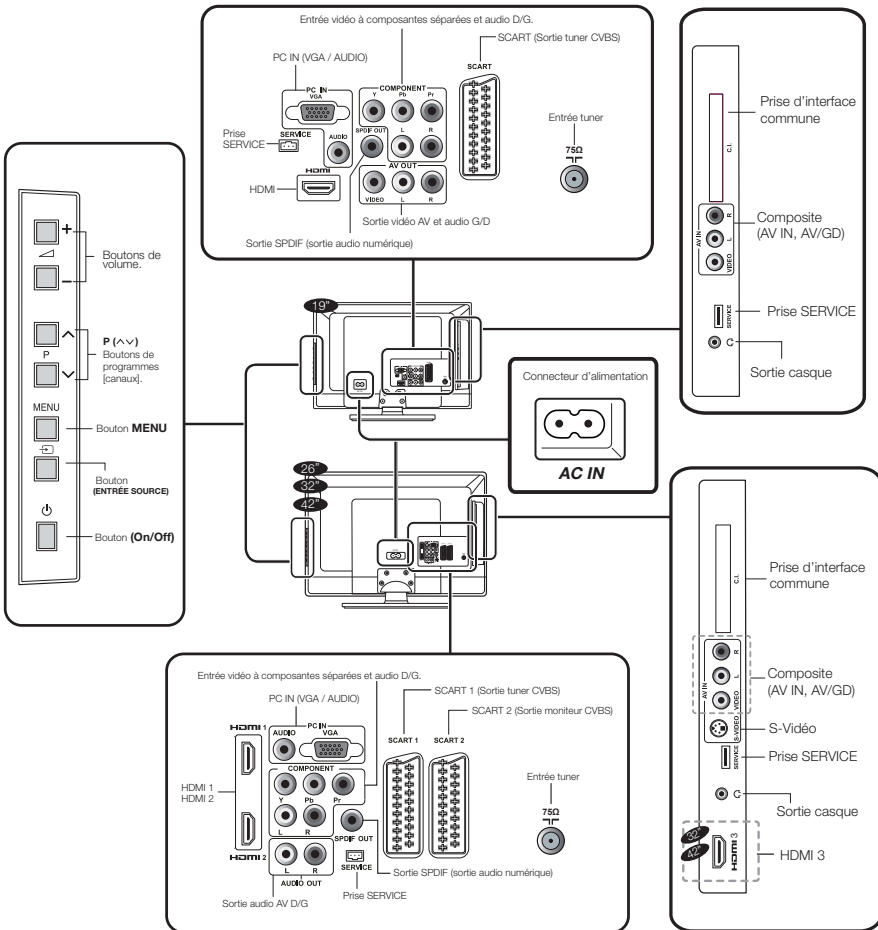 Entrée vidéo à composantes séparées et audio D/G.
SCART (Sortie tuner CVBS)
PC IN (VGA / AUDIO)
SCART
PC IN
VGA
COMPONENT
Y Pb Pr
Prise
SERVICE
SERVICE
AUDIO
SPDIF OUT
L R
HDMI
HDMI
AV OUT
VIDEO L R
Entrée tuner
75Ω
Sortie vidéo AV et audio G/D
Sortie SPDIF (sortie audio numérique)
Prise d'interface
commune
C.I.
Composite
(AV IN, AV/GD)
AV IN
R
L
VIDEO
Prise SERVICE
SERVICE
Sortie casque
+
–
Boutons de
volume.
P
P (∧∨)
Boutons de
programmes
[canaux].
MENU
Bouton MENU
Bouton
(ENTRÉE SOURCE)
Bouton (On/Off)
19"
Connecteur d'alimentation
AC IN
26"
32"
42"
Prise d'interface
commune
C.I.
Composite
(AV IN, AV/GD)
AV IN
R
L
VIDEO
S-VIDEO
S-Vidéo
SERVICE
Prise SERVICE
Sortie casque
32"
42"
HDMI 3
HDMI 3
Entrée vidéo à composantes séparées et audio D/G.
PC IN (VGA / AUDIO)
SCART 1 (Sortie tuner CVBS)
SCART 2 (Sortie moniteur CVBS)
HDMI 1
PC IN
AUDIO VGA
SCART 1
SCART 2
COMPONENT
Y Pb Pr
HDMI 1
HDMI 2
L R
SPDIF OUT
HDMI 2
L R
AUDIO OUT
SERVICE
Entrée tuner
75Ω
Sortie SPDIF (sortie audio numérique)
Prise SERVICE
Sortie audio AV D/G